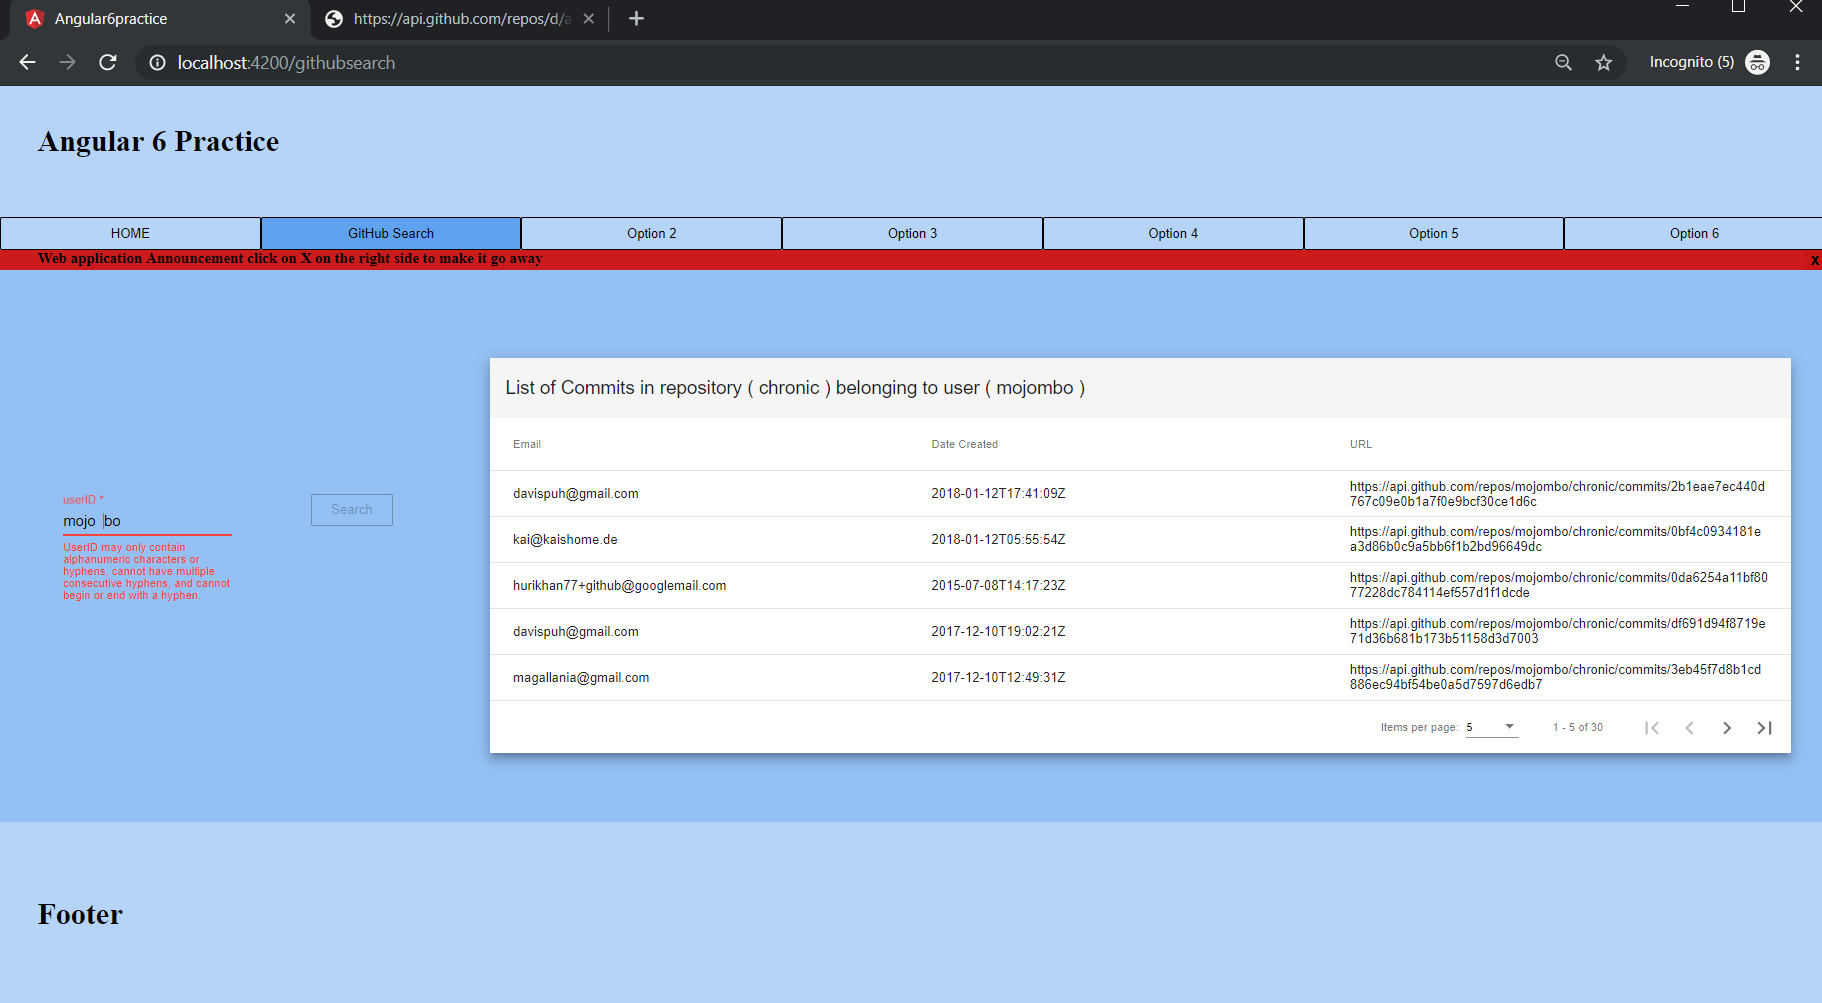 Angular6practice
https://api.github.com/repos/d/a
localhost:4200/githubsearch
Incognito (5)
Angular 6 Practice
HOME
GitHub Search
Option 2
Option 3
Option 4
Option 5
Option 6
Web application Announcement click on X on the right side to make it go away
X
userID *
mojo  bo
UserID may only contain
alphanumeric characters or
hyphens, cannot have multiple
consecutive hyphens, and cannot
begin or end with a hyphen.
Search
List of Commits in repository ( chronic ) belonging to user ( mojombo )
Email
Date Created
URL
davispuh@gmail.com
2018-01-12T17:41:09Z
https://api.github.com/repos/mojombo/chronic/commits/2b1eae7ec440d
767c09e0b1a7f0e9bcf30ce1d6c
kai@kaishome.de
2018-01-12T05:55:54Z
https://api.github.com/repos/mojombo/chronic/commits/0bf4c0934181e
a3d86b0c9a5bb6f1b2bd96649dc
hurikhan77+github@googlemail.com
2015-07-08T14:17:23Z
https://api.github.com/repos/mojombo/chronic/commits/0da6254a11bf80
77228dc784114ef557d1f1dcde
davispuh@gmail.com
2017-12-10T19:02:21Z
https://api.github.com/repos/mojombo/chronic/commits/df691d94f8719e
71d36b681b173b51158d3d7003
magallania@gmail.com
2017-12-10T12:49:31Z
https://api.github.com/repos/mojombo/chronic/commits/3eb45f7d8b1cd
886ec94bf54be0a5d7597d6edb7
Items per page:
5
1 - 5 of 30
Footer